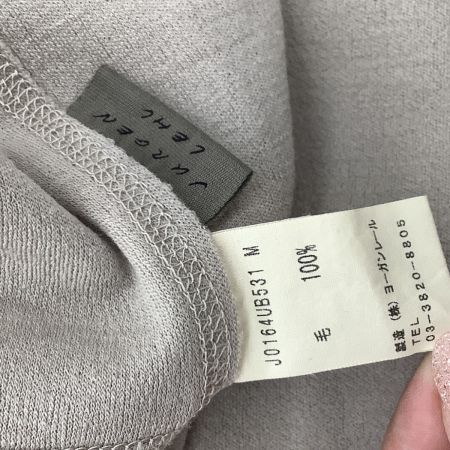 JURGEN
LEHL
J0164UB531 M
毛 100%
製造 (株) ヨーガンレール
TEL
03-3820-8805